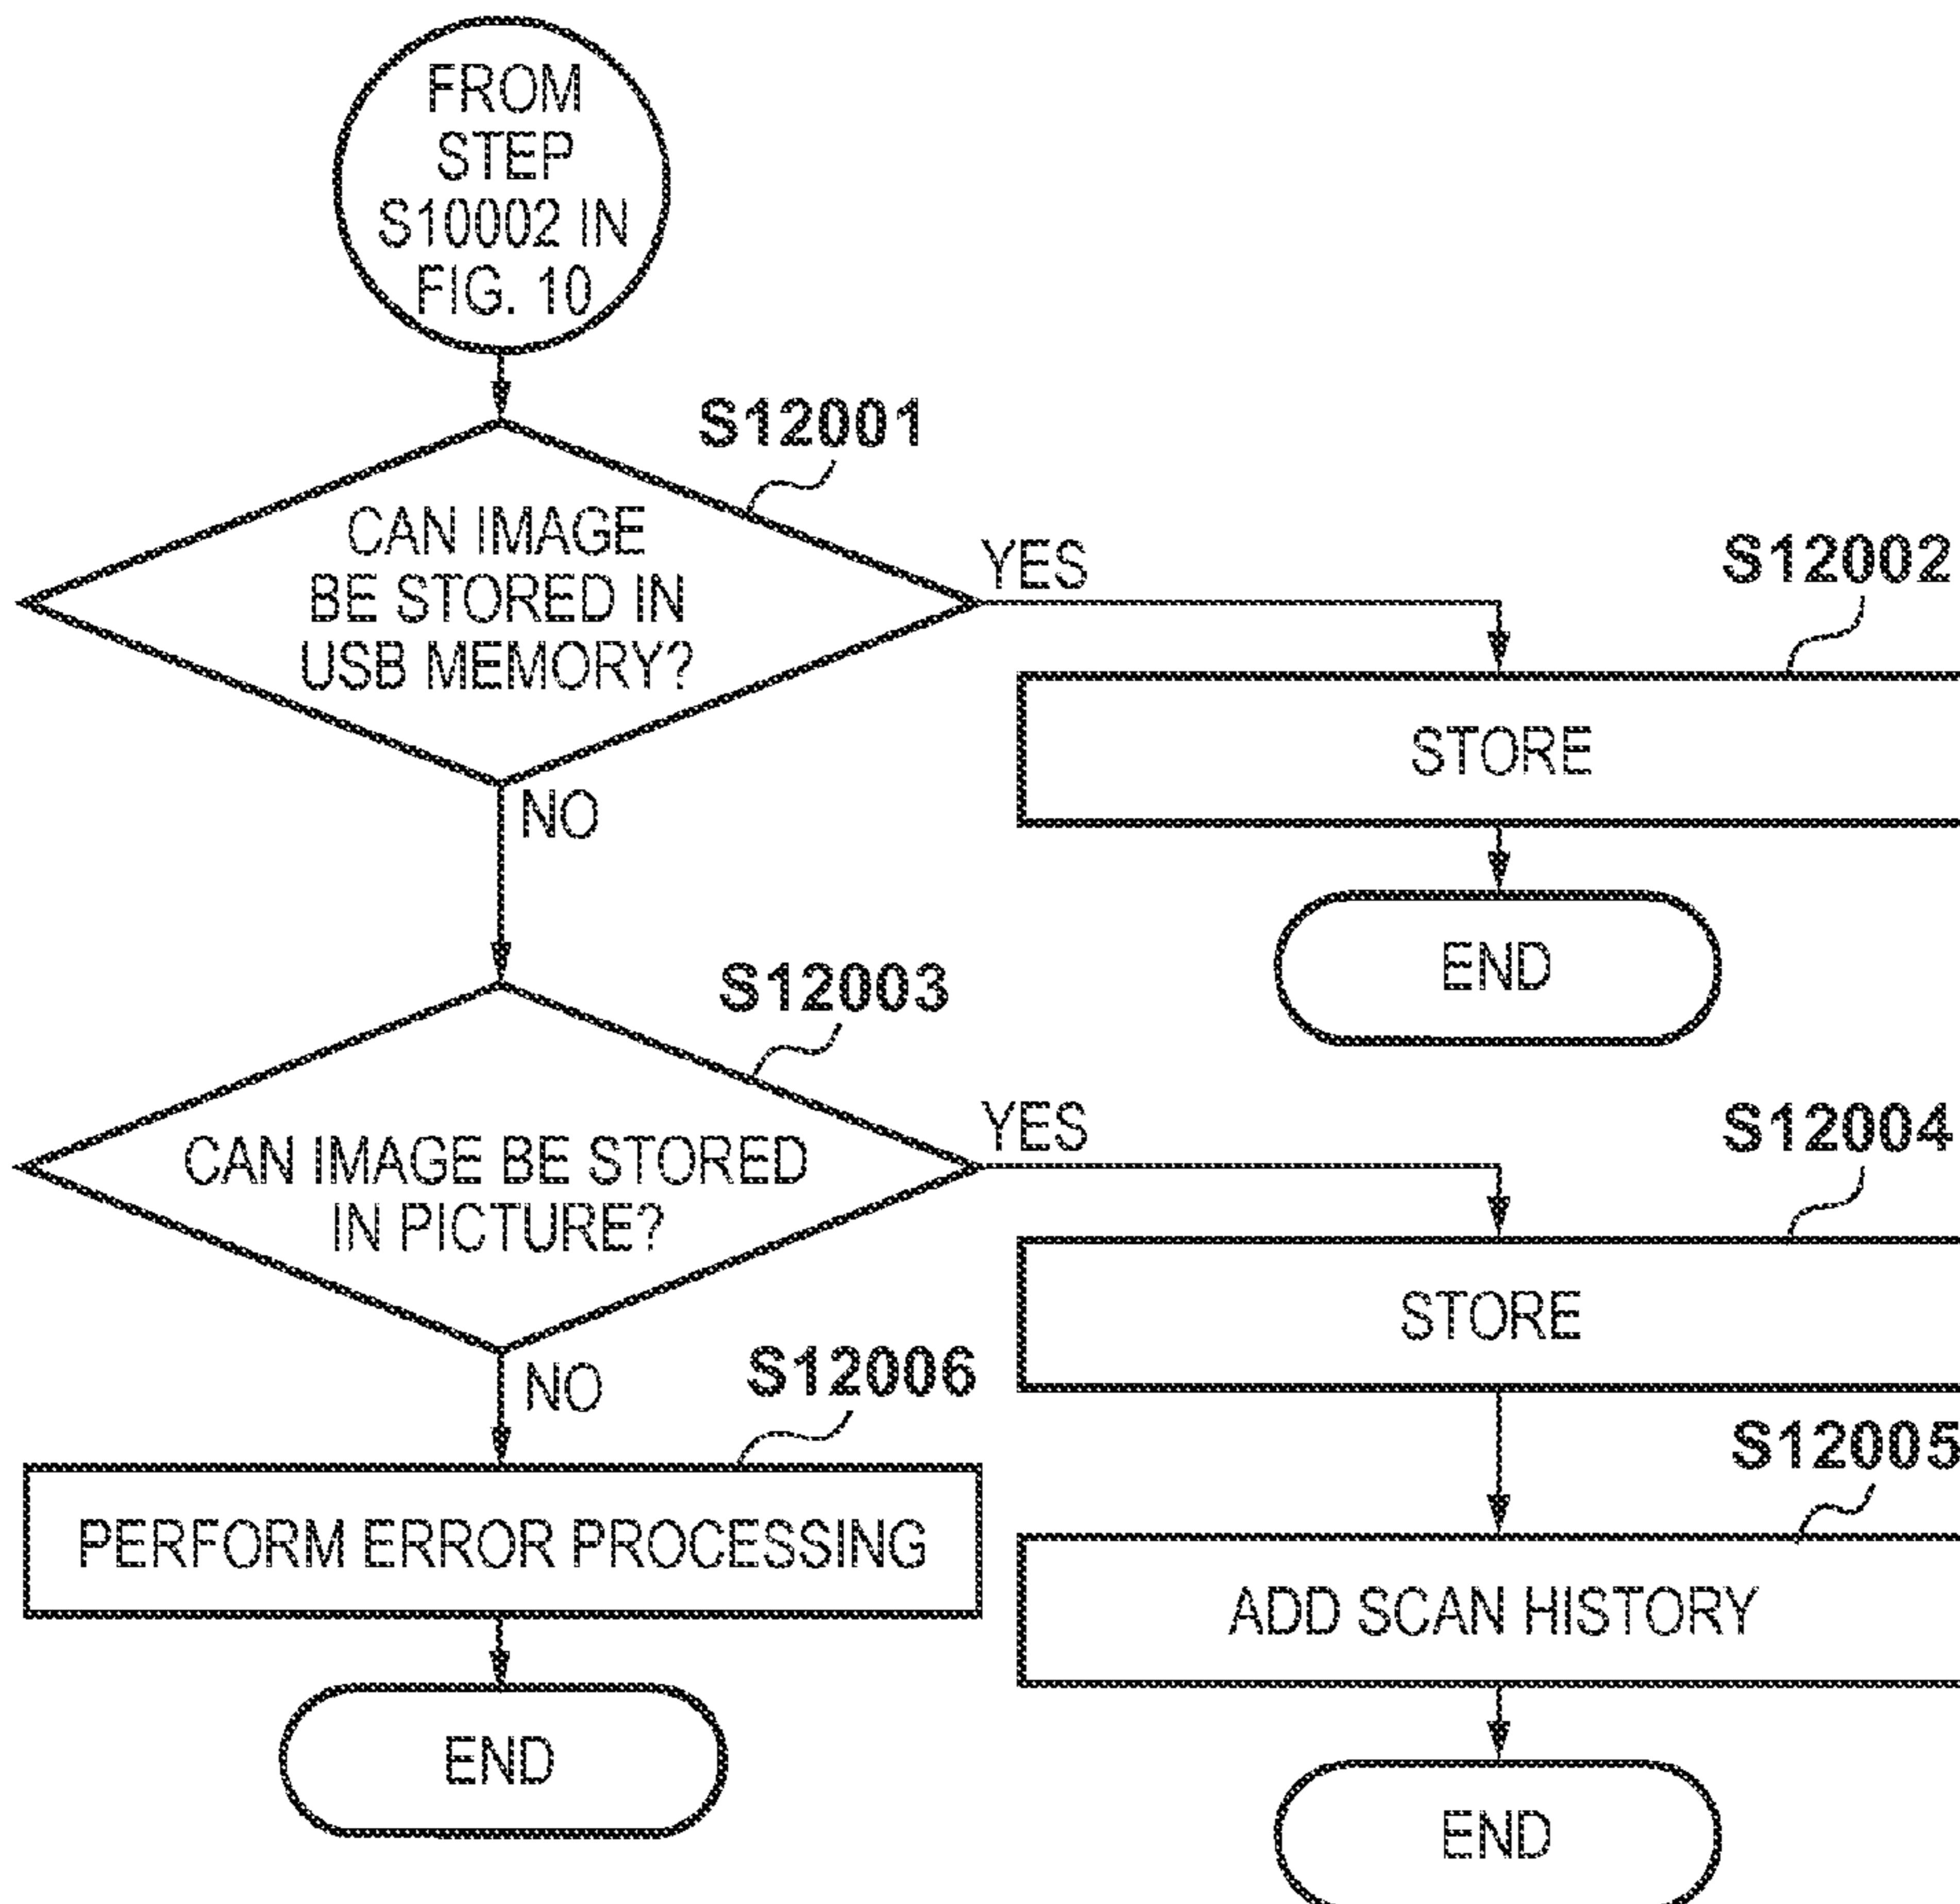 FROM
STEP
S10002 IN
FIG. 10
S12001
CAN IMAGE
BE STORED IN
USB MEMORY?
YES
NO
S12002
STORE
END
S12003
CAN IMAGE BE STORED
IN PICTURE?
YES
NO
S12004
STORE
S12005
ADD SCAN HISTORY
END
S12006
PERFORM ERROR PROCESSING
END